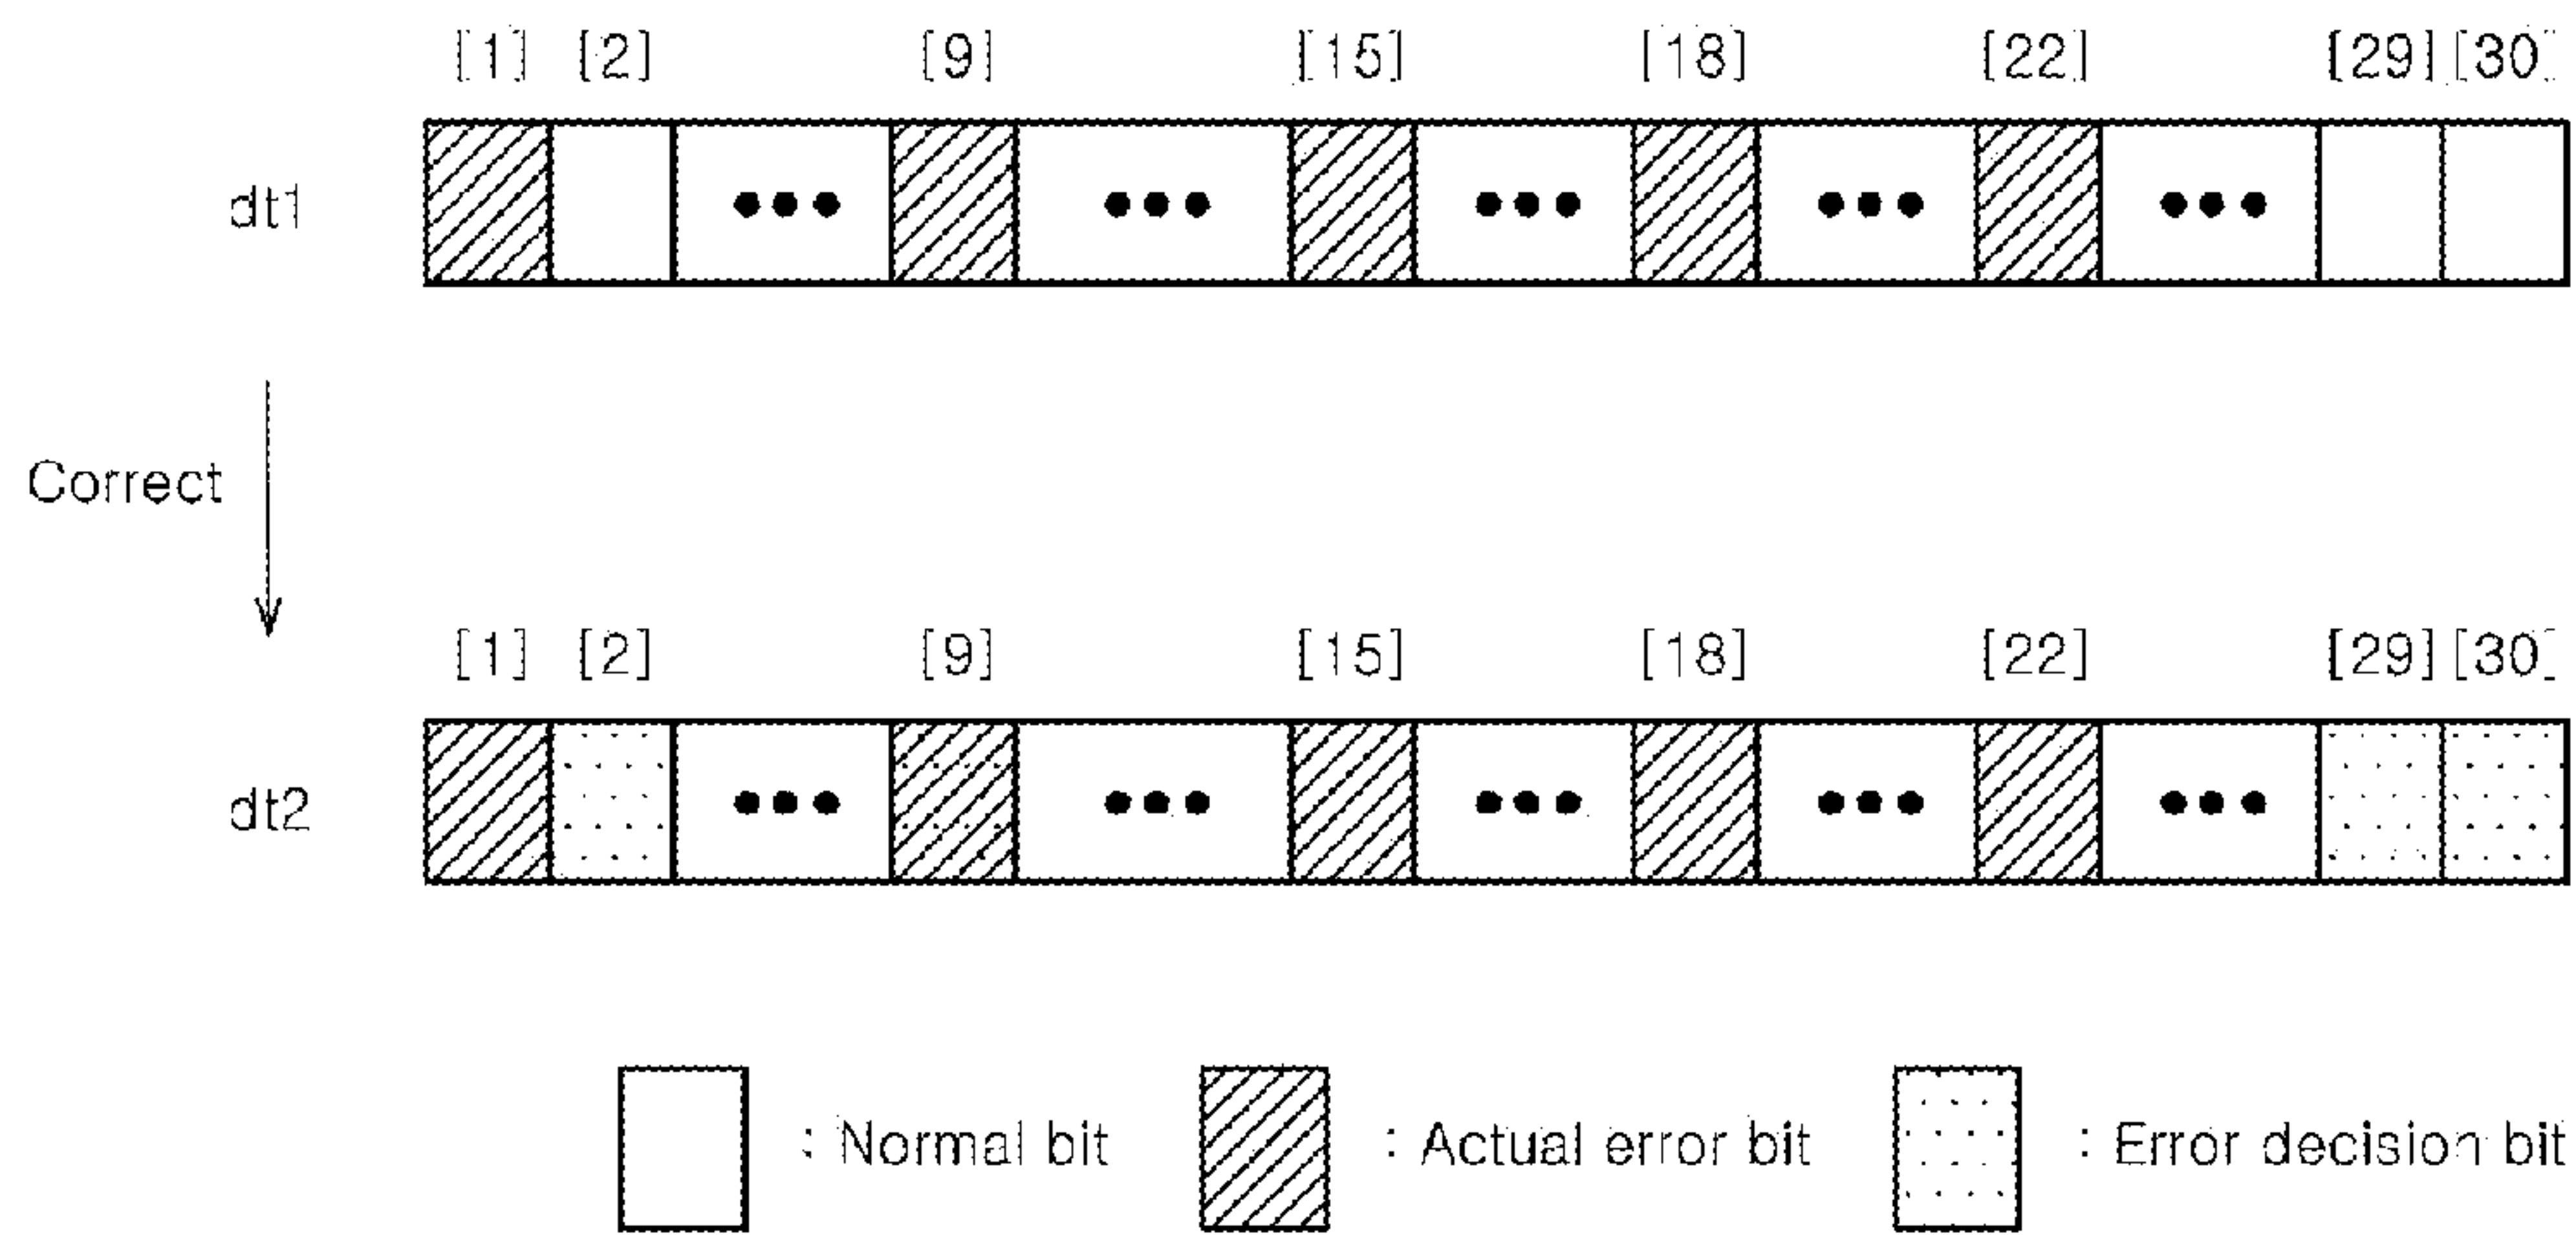 [1] [2] [9] [15] [18] [22] [29] [30]
dt1
Correct
[1] [2] [9] [15] [18] [22] [29] [30]
dt2
: Normal bit : Actual error bit : Error decision bit